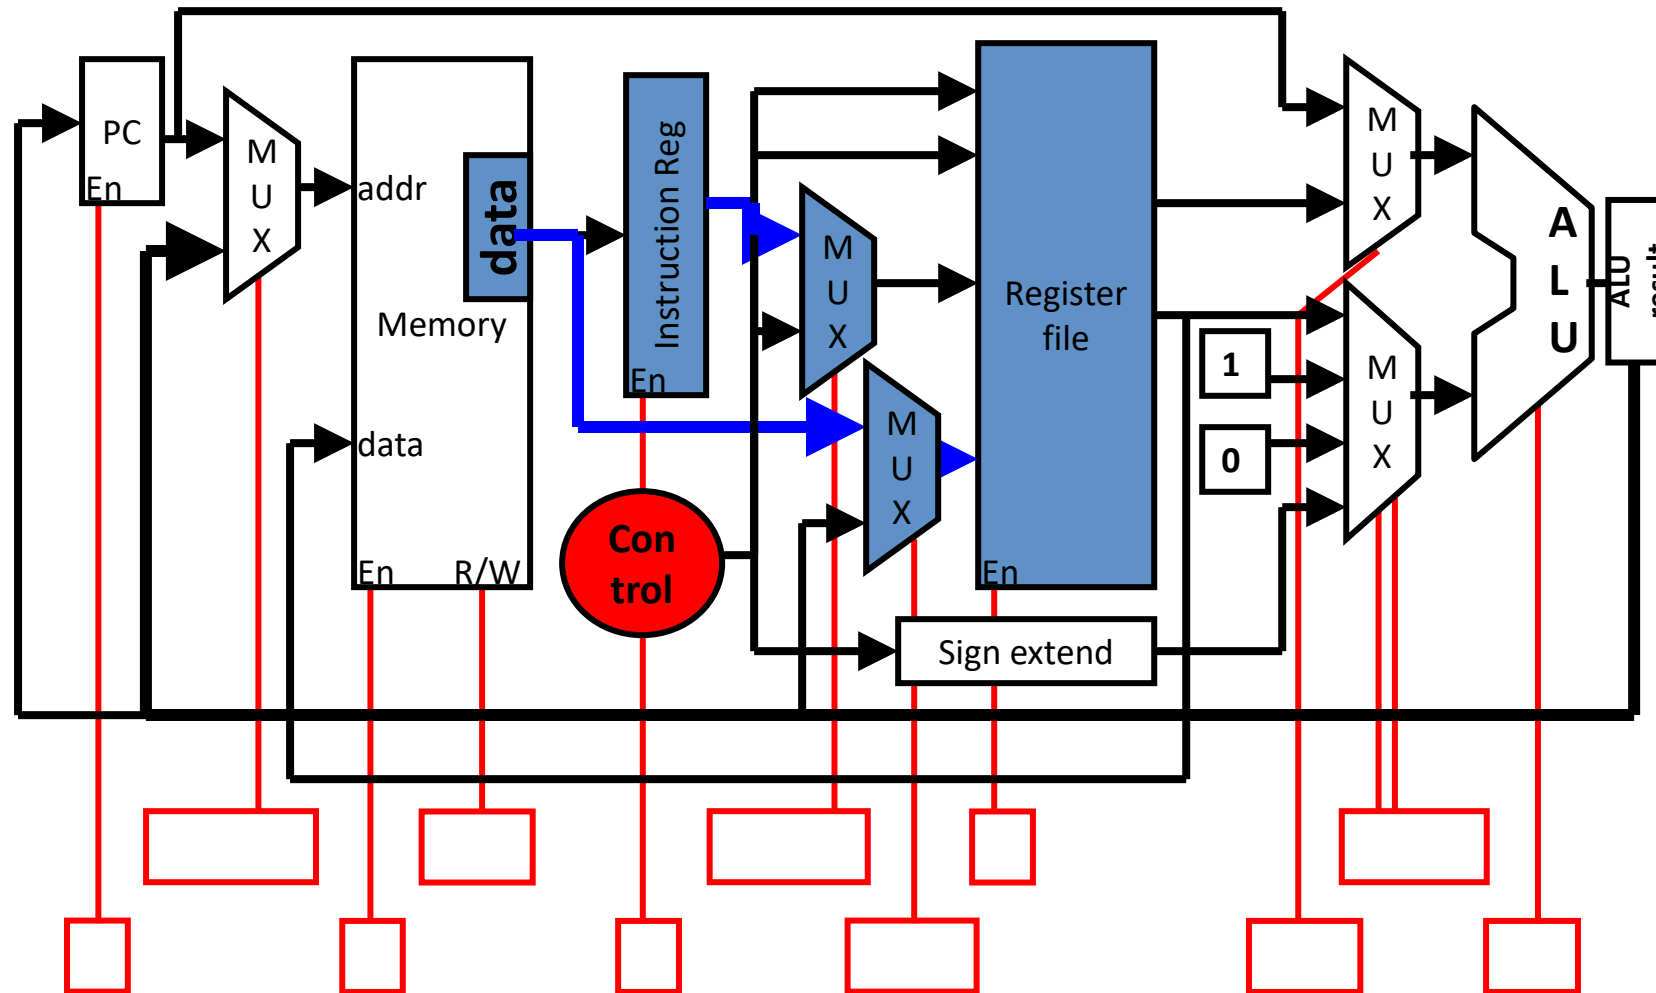 PC
En
M
U
X
addr
data
Memory
data
En
R/W
Instruction Reg
En
Con
trol
M
U
X
M
U
X
Register
file
En
Sign extend
1
0
M
U
X
M
U
X
A
L
U
ALU
result